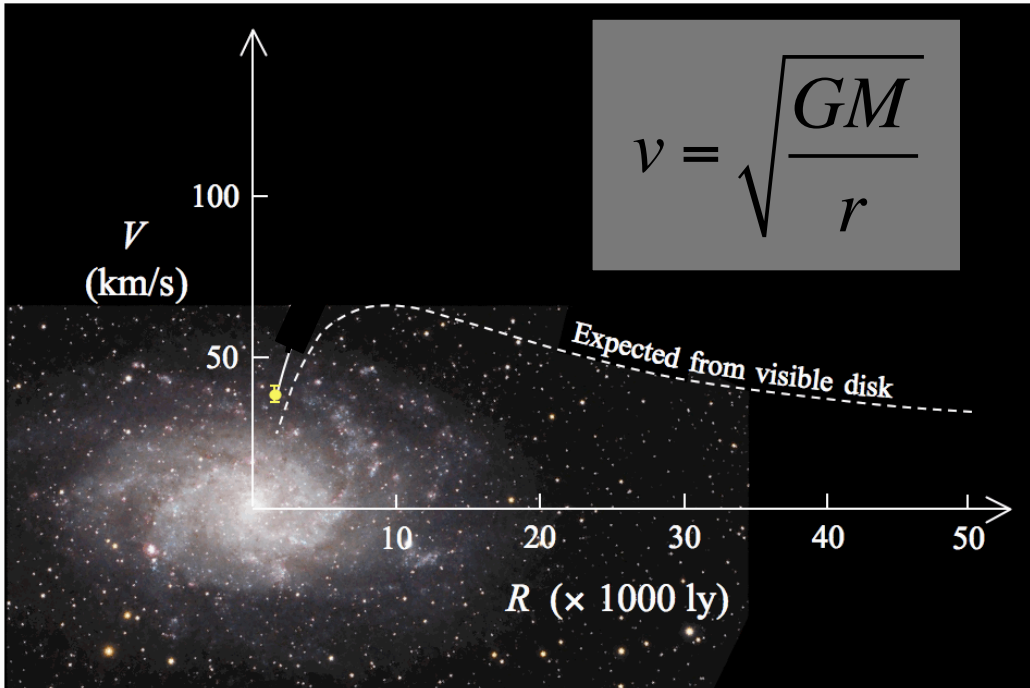 v = √(GM/r)
100
V
(km/s)
50
Expected from visible disk
10 20 30 40 50
R (× 1000 ly)